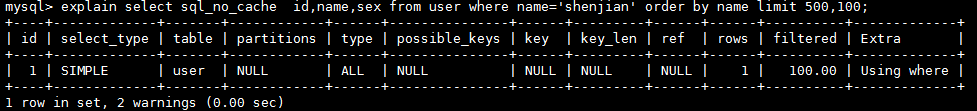 mysql> explain select sql_no_cache  id,name,sex from user where name='shenjian' order by name limit 500,100;
+----+-------------+-------+------------+------+---------------+------+---------+------+------+----------+-------------+
| id | select_type | table | partitions | type | possible_keys | key  | key_len | ref  | rows | filtered | Extra       |
+----+-------------+-------+------------+------+---------------+------+---------+------+------+----------+-------------+
|  1 | SIMPLE      | user  | NULL       | ALL  | NULL          | NULL | NULL    | NULL |    1 |   100.00 | Using where |
+----+-------------+-------+------------+------+---------------+------+---------+------+------+----------+-------------+
1 row in set, 2 warnings (0.00 sec)